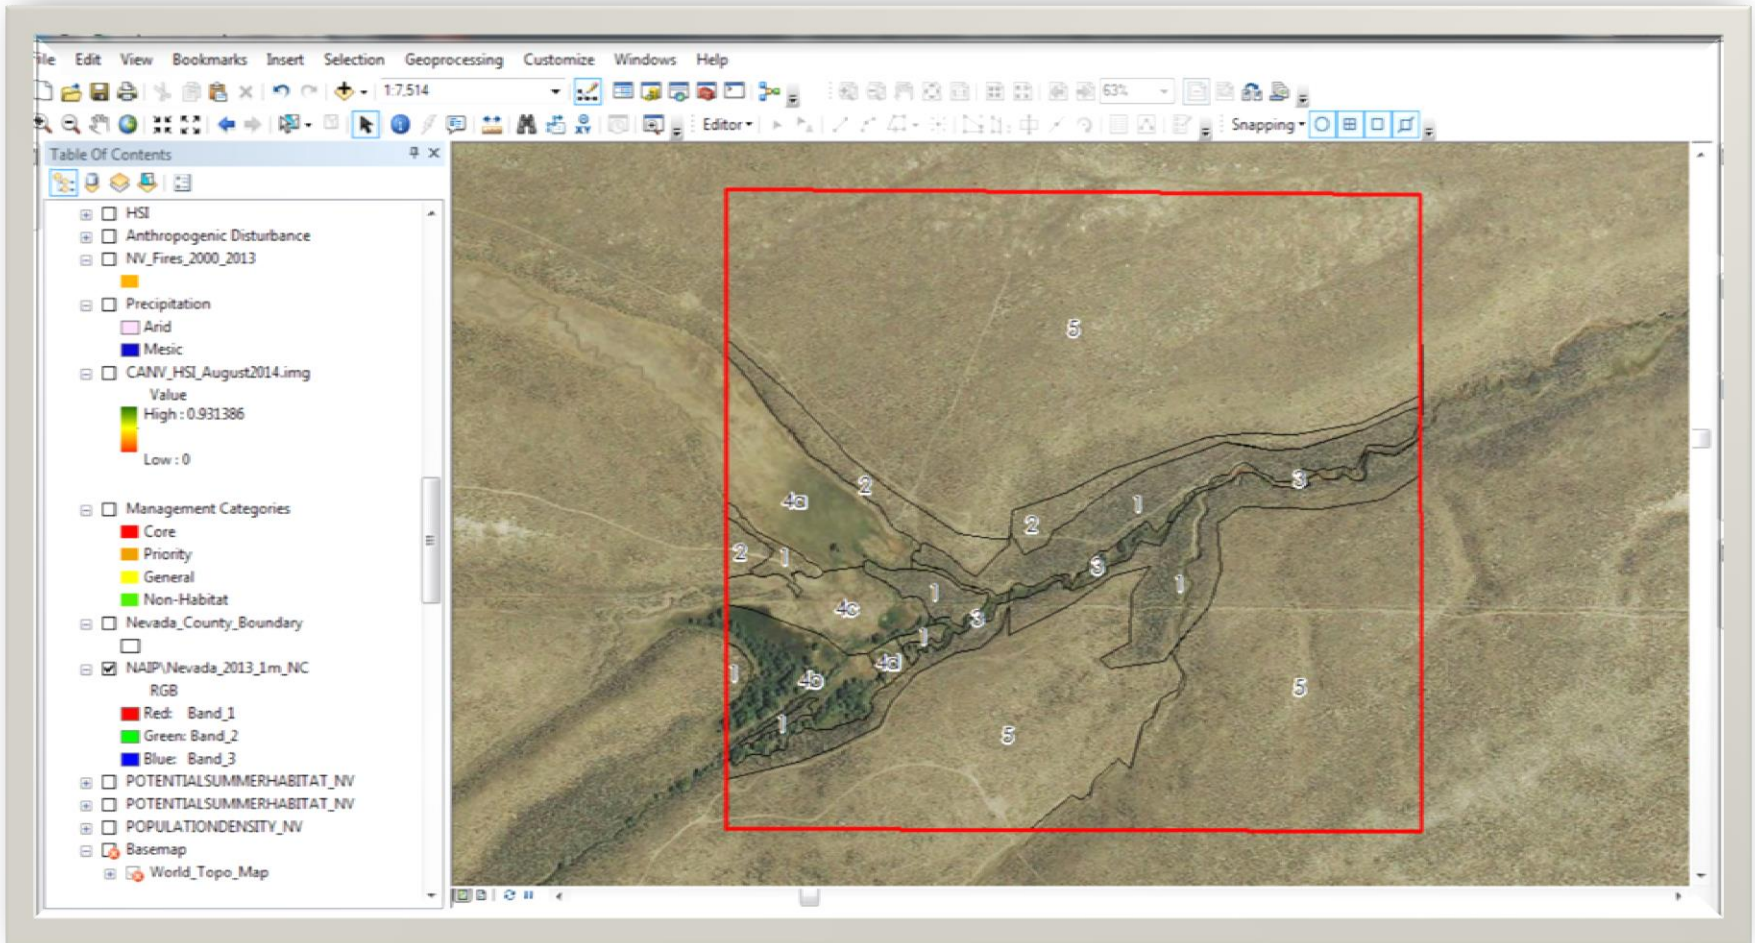 File Edit View Bookmarks Insert Selection Geoprocessing Customize Windows Help
1:7,514 63%
Editor Snapping
Table Of Contents
HSI
Anthropogenic Disturbance
NV_Fires_2000_2013
Precipitation
Arid
Mesic
CANV_HSI_August2014.img
Value
High : 0.931386
Low : 0
Management Categories
Core
Priority
General
Non-Habitat
Nevada_County_Boundary
NAIP\Nevada_2013_1m_NC
RGB
Red: Band_1
Green: Band_2
Blue: Band_3
POTENTIALSUMMERHABITAT_NV
POTENTIALSUMMERHABITAT_NV
POPULATIONDENSITY_NV
Basemap
World_Topo_Map
5
3
2
4a
1
2
2
1
3
1
1
4c
3
1
4d
1
4b
5
1
5